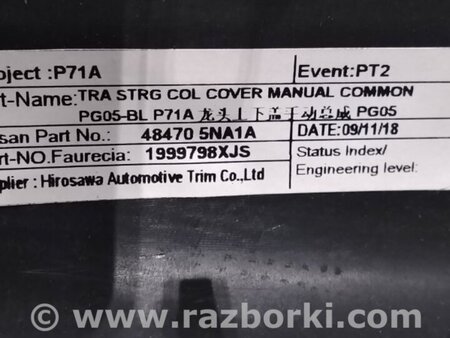 oject :P71A Event:PT2
t-Name: TRA STRG COL COVER MANUAL COMMON
PG05-BL P71A 龙头上下盖手动总成 PG05
san Part No.: 48470 5NA1A DATE:09/11/18
rt-NO.Faurecia: 1999798XJS Status Index/
plier : Hirosawa Automotive Trim Co.,Ltd Engineering level:
© www.razborki.com